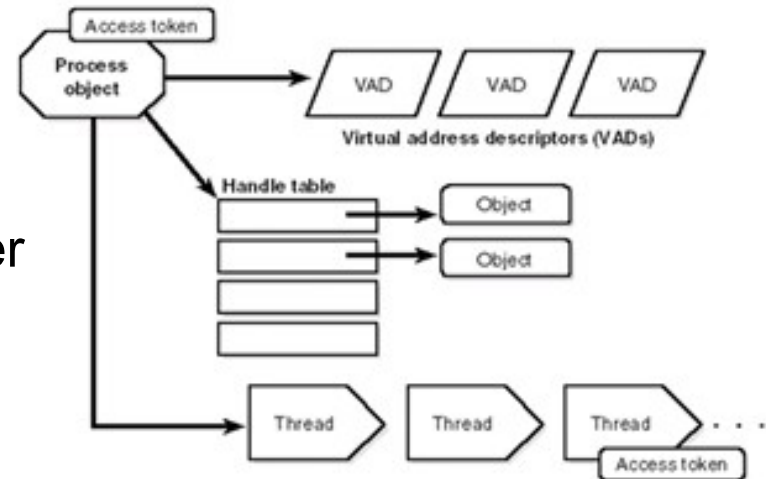 Access token
Process
object
VAD
VAD
VAD
Virtual address descriptors (VADs)
Handle table
Object
er
Object
Thread
Thread
Thread
. . .
Access token